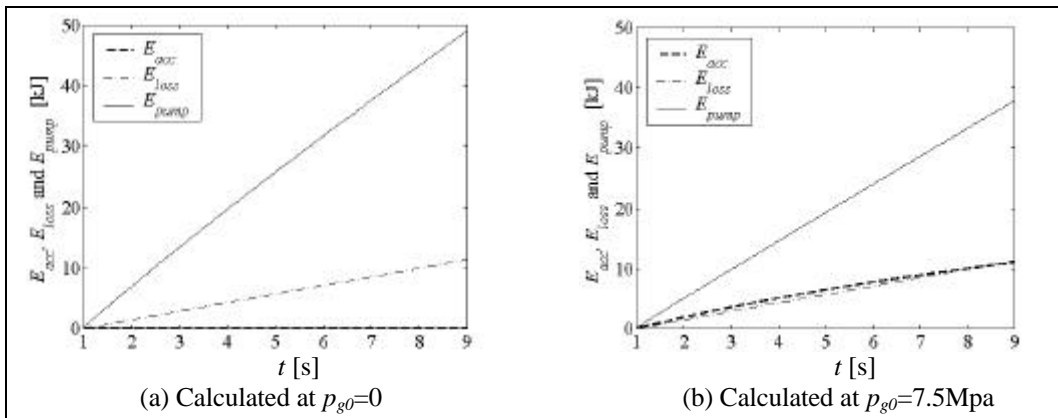 50
40
30
20
10
0
E_acc, E_loss and E_pump [kJ]
E_acc
E_loss
E_pump
1 2 3 4 5 6 7 8 9
t [s]
(a) Calculated at p_g0=0
50
40
30
20
10
0
E_acc, E_loss and E_pump [kJ]
E_acc
E_loss
E_pump
1 2 3 4 5 6 7 8 9
t [s]
(b) Calculated at p_g0=7.5Mpa